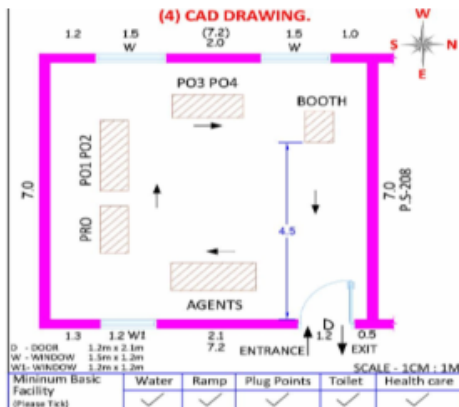 (4) CAD DRAWING.
W
S N
E
1.2 1.5 (7.2) 1.5 1.0
W 2.0 W
PO3 PO4
BOOTH
PO1 PO2
7.0
7.0
P.S-208
PRO
4.5
AGENTS
D
1.3 1.2 W1 2.1 1.2 0.5
7.2 ENTRANCE EXIT
D - DOOR 1.2m x 2.1m
W - WINDOW 1.5m x 1.2m
W1- WINDOW 1.2m x 1.2m
SCALE - 1CM : 1M
Mininum Basic Facility (Please Tick) Water Ramp Plug Points Toilet Health care